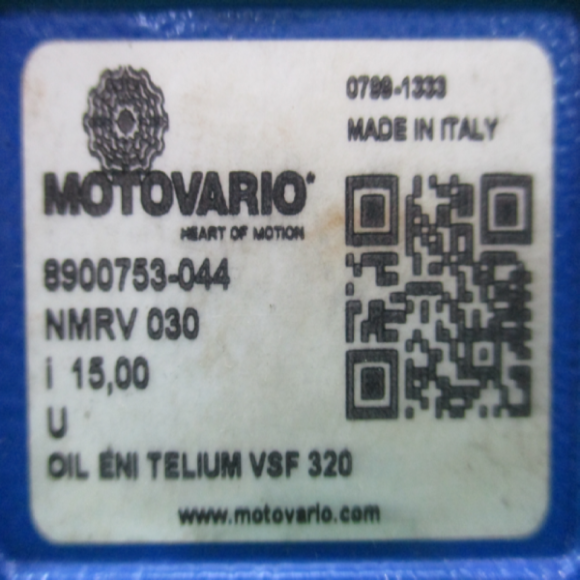 0799-1333
MADE IN ITALY
MOTOVARIO®
HEART OF MOTION
8900753-044
NMRV 030
i 15,00
U
OIL ENI TELIUM VSF 320
www.motovario.com